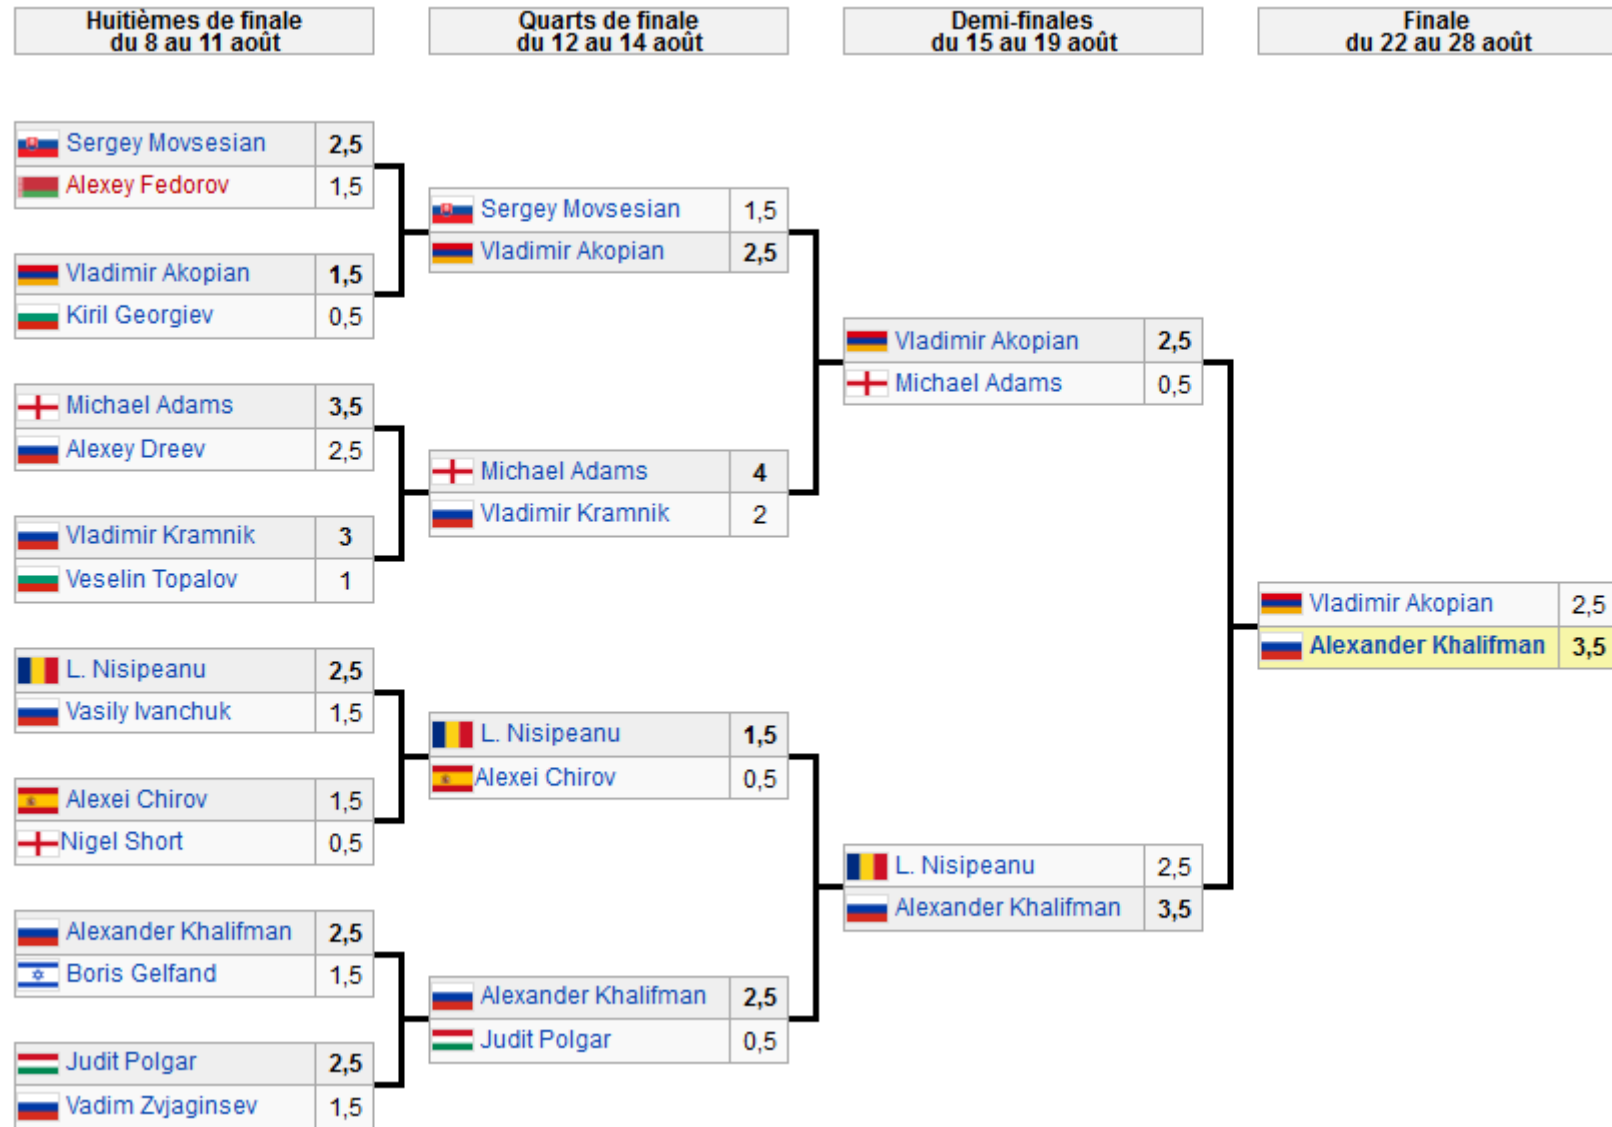 Huitièmes de finale
du 8 au 11 août
Quarts de finale
du 12 au 14 août
Demi-finales
du 15 au 19 août
Finale
du 22 au 28 août
Sergey Movsesian 2,5
Alexey Fedorov 1,5
Vladimir Akopian 1,5
Kiril Georgiev 0,5
Michael Adams 3,5
Alexey Dreev 2,5
Vladimir Kramnik 3
Veselin Topalov 1
L. Nisipeanu 2,5
Vasily Ivanchuk 1,5
Alexei Chirov 1,5
Nigel Short 0,5
Alexander Khalifman 2,5
Boris Gelfand 1,5
Judit Polgar 2,5
Vadim Zvjaginsev 1,5
Sergey Movsesian 1,5
Vladimir Akopian 2,5
Michael Adams 4
Vladimir Kramnik 2
L. Nisipeanu 1,5
Alexei Chirov 0,5
Alexander Khalifman 2,5
Judit Polgar 0,5
Vladimir Akopian 2,5
Michael Adams 0,5
L. Nisipeanu 2,5
Alexander Khalifman 3,5
Vladimir Akopian 2,5
Alexander Khalifman 3,5